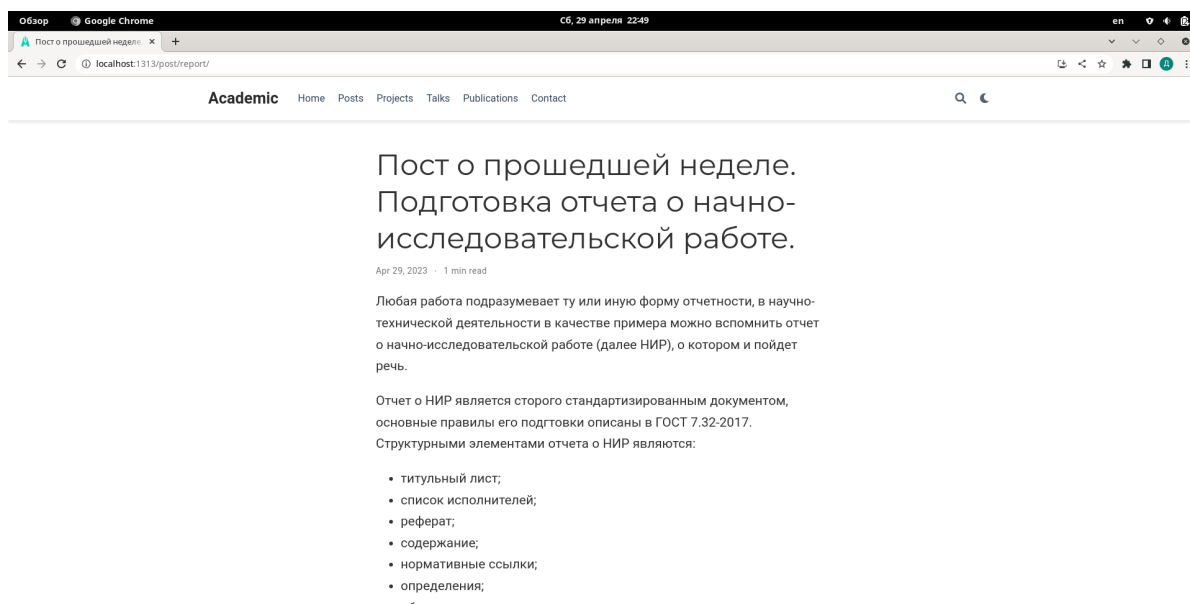 Обзор Google Chrome Сб, 29 апреля 22:49 en
Пост о прошедшей неделе
localhost:1313/post/report/ Д
Academic Home Posts Projects Talks Publications Contact
Пост о прошедшей неделе.
Подготовка отчета о начно-
исследовательской работе.
Apr 29, 2023 · 1 min read
Любая работа подразумевает ту или иную форму отчетности, в научно-
технической деятельности в качестве примера можно вспомнить отчет
о начно-исследовательской работе (далее НИР), о котором и пойдет
речь.
Отчет о НИР является сторого стандартизированным документом,
основные правилы его подгтовки описаны в ГОСТ 7.32-2017.
Структурными элементами отчета о НИР являются:
• титульный лист;
• список исполнителей;
• реферат;
• содержание;
• нормативные ссылки;
• определения;